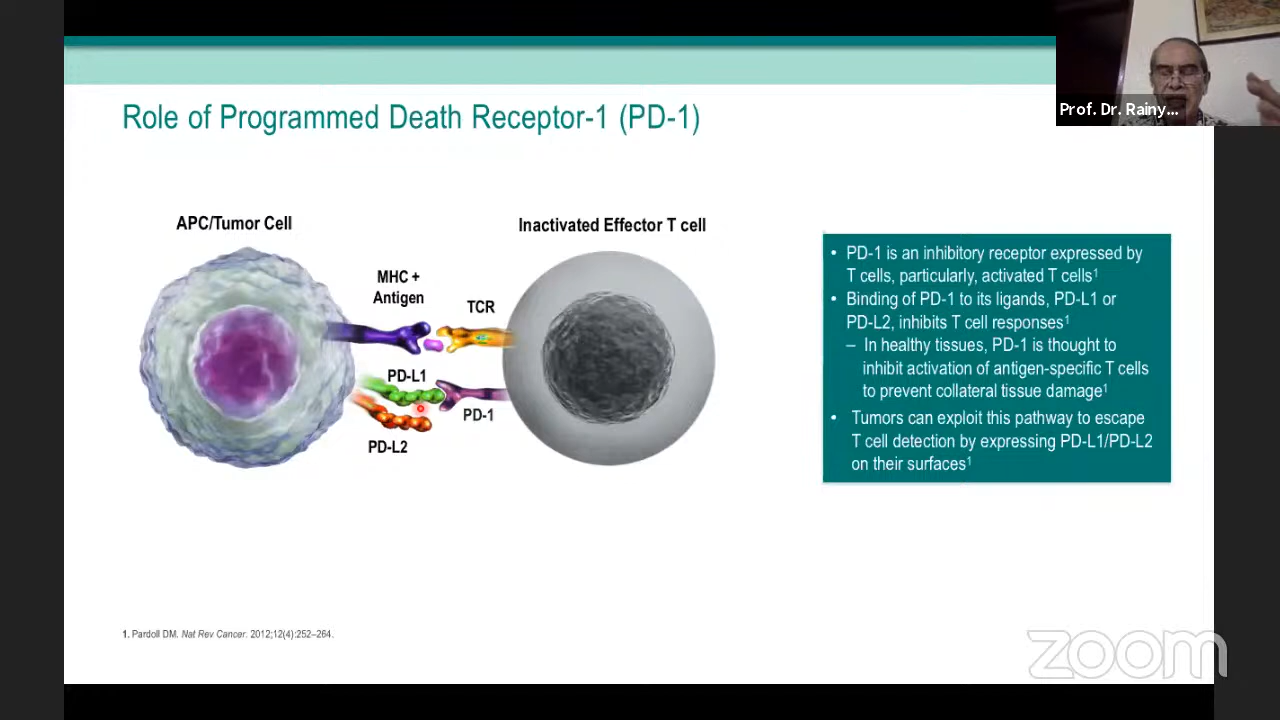 Role of Programmed Death Receptor-1 (PD-1)
Prof. Dr. Rainy...
APC/Tumor Cell
Inactivated Effector T cell
MHC +
Antigen
TCR
PD-L1
PD-1
PD-L2
• PD-1 is an inhibitory receptor expressed by
T cells, particularly, activated T cells¹
• Binding of PD-1 to its ligands, PD-L1 or
PD-L2, inhibits T cell responses¹
– In healthy tissues, PD-1 is thought to
inhibit activation of antigen-specific T cells
to prevent collateral tissue damage¹
• Tumors can exploit this pathway to escape
T cell detection by expressing PD-L1/PD-L2
on their surfaces¹
1. Pardoll DM. Nat Rev Cancer. 2012;12(4):252–264.
zoom